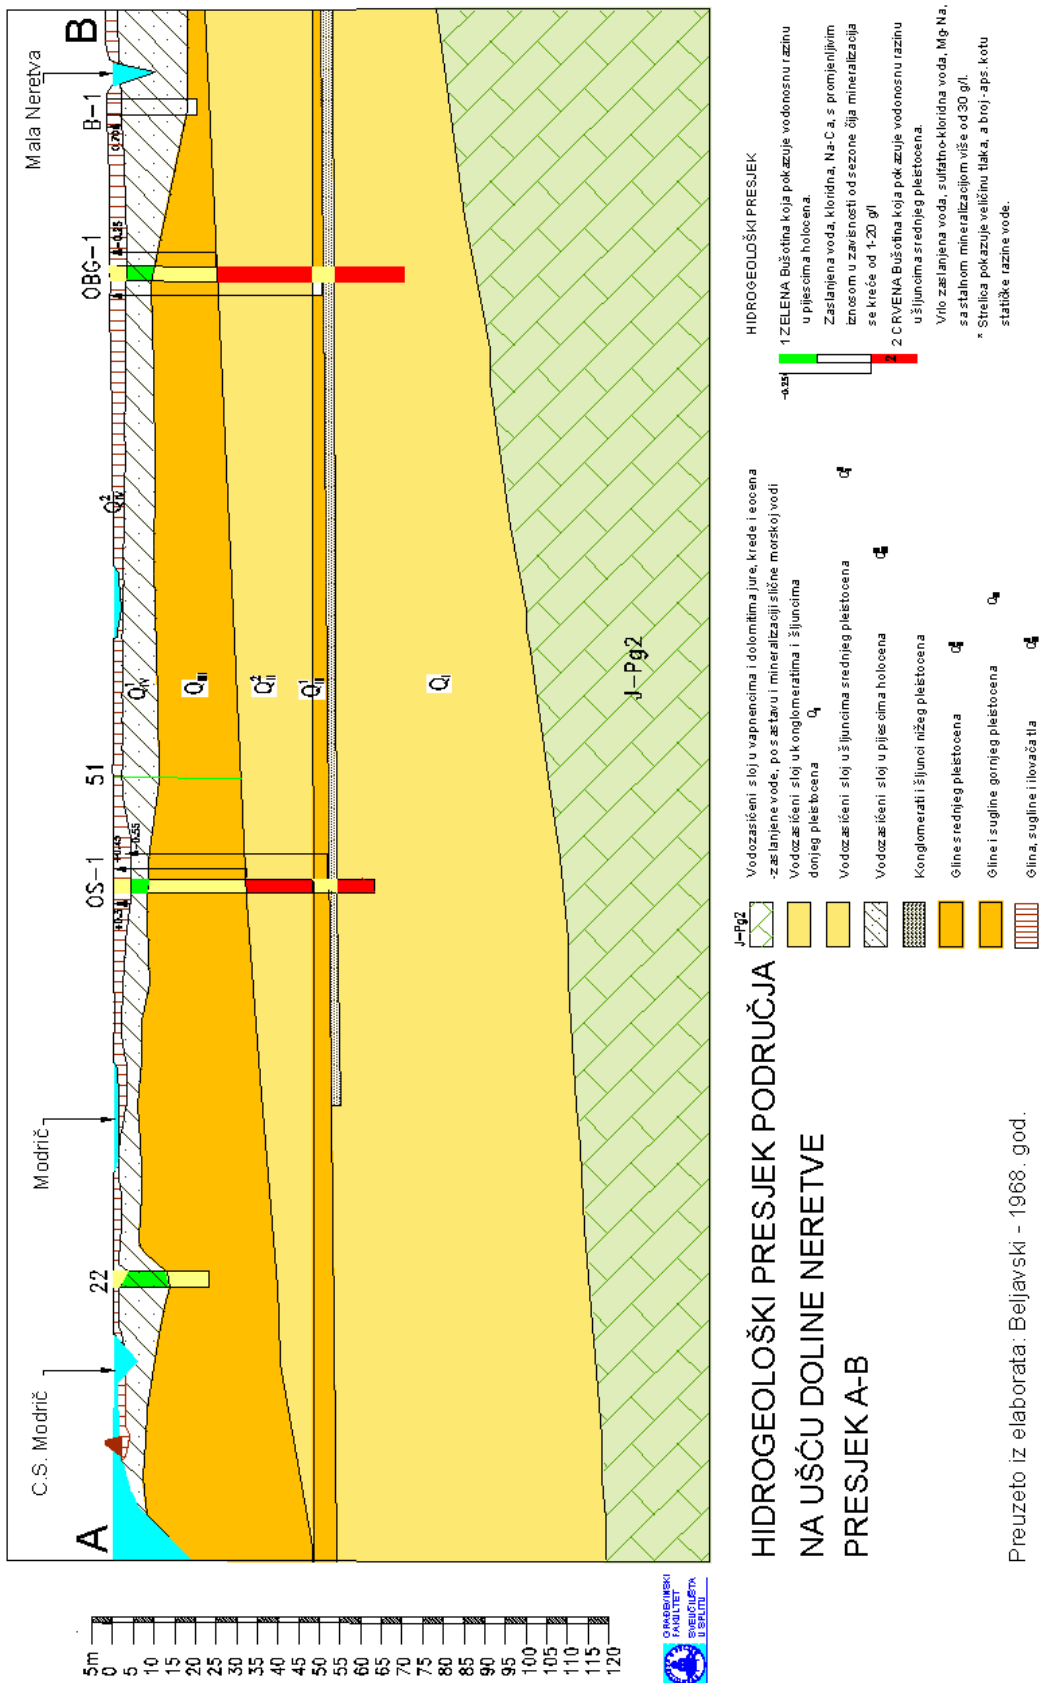 A
B
C.S. Modrič
22
Modrič
OS-1
51
OBG-1
B-1
Mala Neretva
5m
0
5
10
15
20
25
30
35
40
45
50
55
60
65
70
75
80
85
90
95
100
105
110
115
120
J-Pg2
GRAĐEVINSKI
FAKULTET
SVEUČILIŠTA
U SPLITU
HIDROGEOLOŠKI PRESJEK PODRUČJA
NA UŠĆU DOLINE NERETVE
PRESJEK A-B
Preuzeto iz elaborata: Beljavski - 1968. god.
J-Pg2
Vodozasićeni sloj u vapnencima i dolomitima jure, krede i eocena
-zaslanjene vode, po sastavu i mineralizaciji slične morskoj vodi
Vodozasićeni sloj u konglomeratima i šljuncima
donjeg pleistocena
Vodozasićeni sloj u šljuncima srednjeg pleistocena
Vodozasićeni sloj u pijescima holocena
Konglomerati i šljunci nižeg pleistocena
Gline srednjeg pleistocena
Gline i sugline gornjeg pleistocena
Glina, sugline i ilovača tla
HIDROGEOLOŠKI PRESJEK
-0.25
1 ZELENA Bušotina koja pokazuje vodonosnu razinu
u pijescima holocena.
Zaslanjena voda, kloridna, Na-Ca, s promjenljivim
iznosom u zavisnosti od sezone čija mineralizacija
se kreće od 1-20 g/l
2
2 CRVENA Bušotina koja pokazuje vodonosnu razinu
u šljuncima srednjeg pleistocena.
Vrlo zaslanjena voda, sulfatno-kloridna voda, Mg-Na,
sa stalnom mineralizacijom više od 30 g/l.
* Strelica pokazuje veličinu tlaka, a broj -aps. kotu
statičke razine vode.